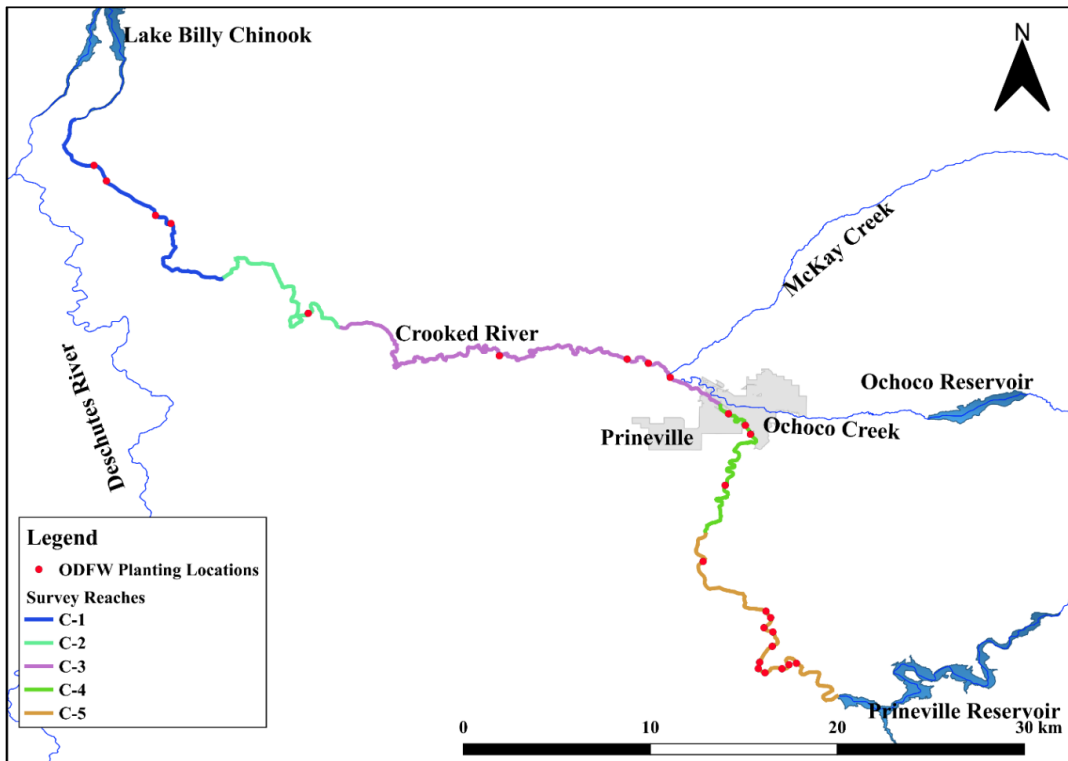 Lake Billy Chinook
N
McKay Creek
Crooked River
Ochoco Reservoir
Prineville
Ochoco Creek
Deschutes River
Legend
ODFW Planting Locations
Survey Reaches
C-1
C-2
C-3
C-4
C-5
Prineville Reservoir
0 10 20 30 km